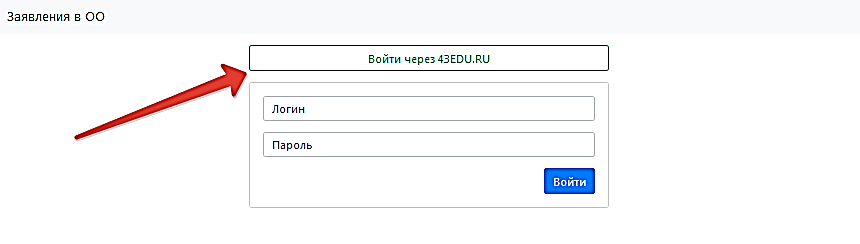 Заявления в ОО
Войти через 43EDU.RU
Логин
Пароль
Войти